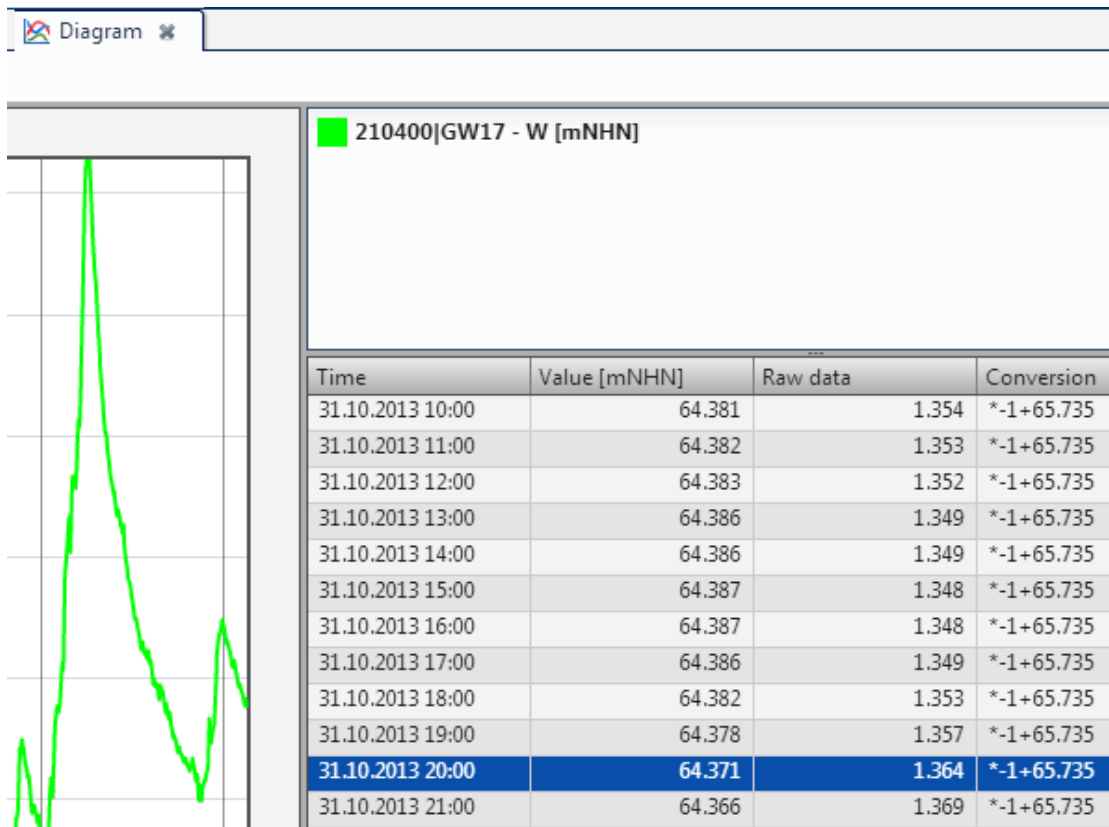 Diagram
210400|GW17 - W [mNHN]
Time Value [mNHN] Raw data Conversion
31.10.2013 10:00 64.381 1.354 *-1+65.735
31.10.2013 11:00 64.382 1.353 *-1+65.735
31.10.2013 12:00 64.383 1.352 *-1+65.735
31.10.2013 13:00 64.386 1.349 *-1+65.735
31.10.2013 14:00 64.386 1.349 *-1+65.735
31.10.2013 15:00 64.387 1.348 *-1+65.735
31.10.2013 16:00 64.387 1.348 *-1+65.735
31.10.2013 17:00 64.386 1.349 *-1+65.735
31.10.2013 18:00 64.382 1.353 *-1+65.735
31.10.2013 19:00 64.378 1.357 *-1+65.735
31.10.2013 20:00 64.371 1.364 *-1+65.735
31.10.2013 21:00 64.366 1.369 *-1+65.735